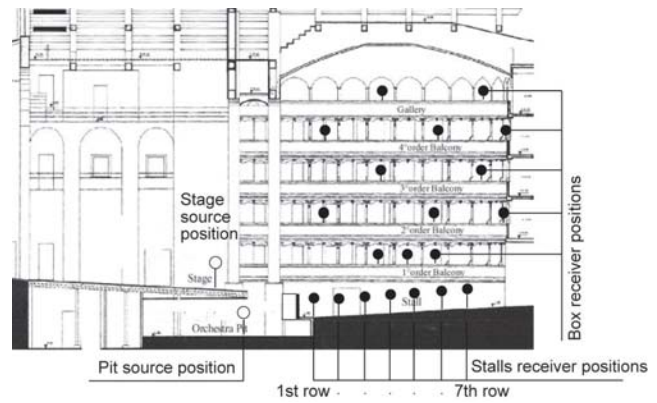 Gallery
4°order Balcony
3°order Balcony
2°order Balcony
1°order Balcony
Stall
Stage
source
position
Stage
Orchestra Pit
Pit source position
Stalls receiver positions
1st row
7th row
Box receiver positions